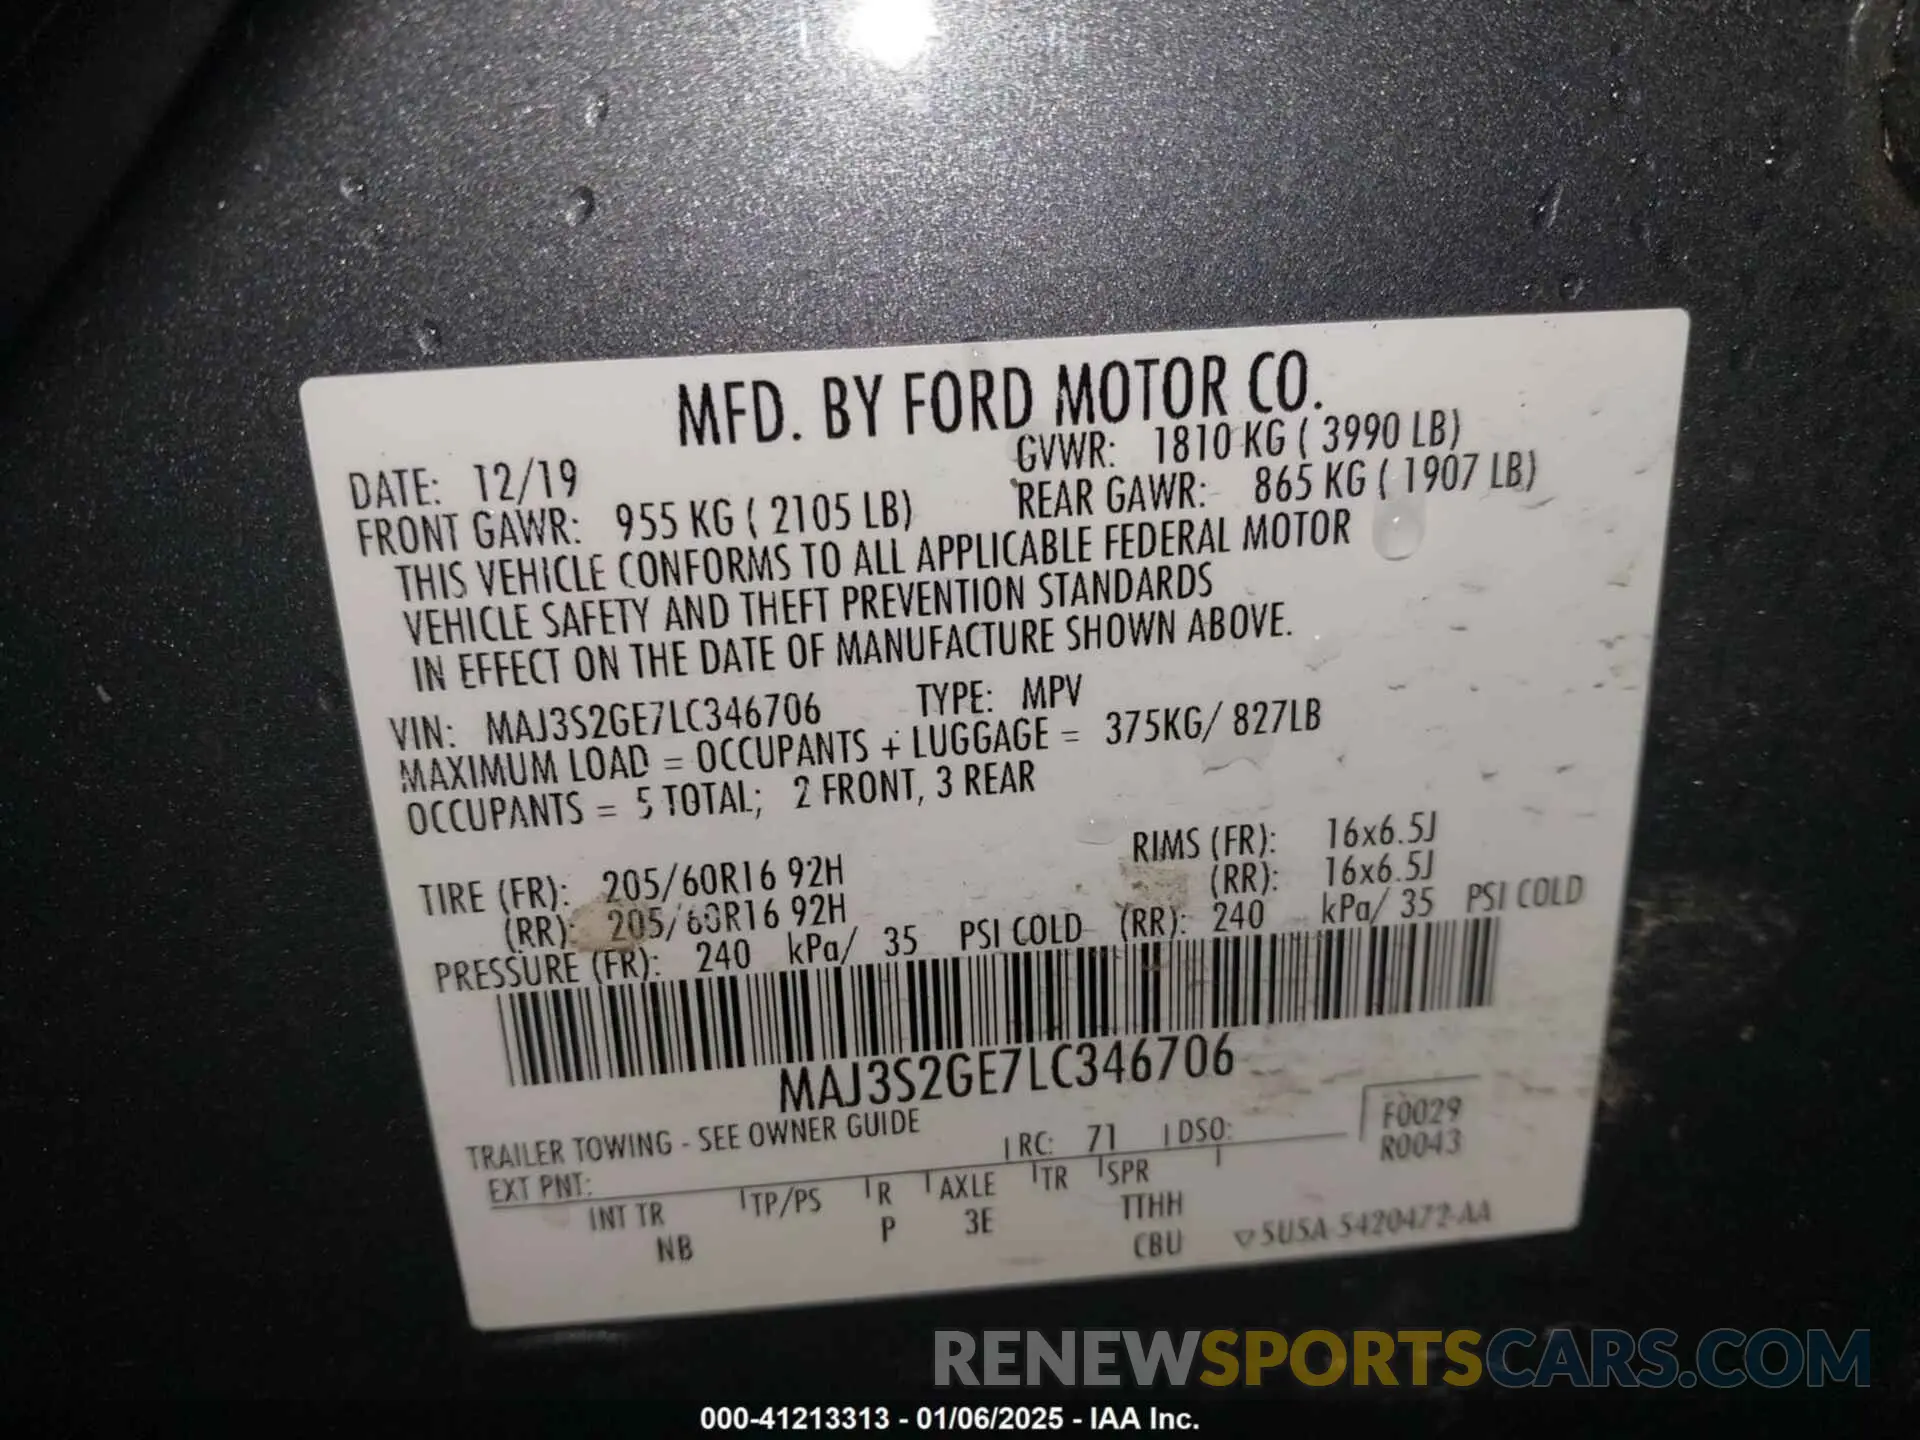 MFD. BY FORD MOTOR CO.
DATE: 12/19 GVWR: 1810 KG ( 3990 LB)
FRONT GAWR: 955 KG ( 2105 LB) REAR GAWR: 865 KG ( 1907 LB)
THIS VEHICLE CONFORMS TO ALL APPLICABLE FEDERAL MOTOR
VEHICLE SAFETY AND THEFT PREVENTION STANDARDS
IN EFFECT ON THE DATE OF MANUFACTURE SHOWN ABOVE.
VIN: MAJ3S2GE7LC346706 TYPE: MPV
MAXIMUM LOAD = OCCUPANTS + LUGGAGE = 375KG/ 827LB
OCCUPANTS = 5 TOTAL; 2 FRONT, 3 REAR
TIRE (FR): 205/60R16 92H RIMS (FR): 16x6.5J
(RR): 205/60R16 92H (RR): 16x6.5J
PRESSURE (FR): 240 kPa/ 35 PSI COLD (RR): 240 kPa/ 35 PSI COLD
MAJ3S2GE7LC346706
TRAILER TOWING - SEE OWNER GUIDE
EXT PNT: RC: 71 DSO: F0029
R0043
INT TR TP/PS R AXLE TR SPR
NB P 3E TTHH
CBU 5U5A-5420472-AA
RENEWSPORTSCARS.COM
000-41213313 - 01/06/2025 - IAA Inc.